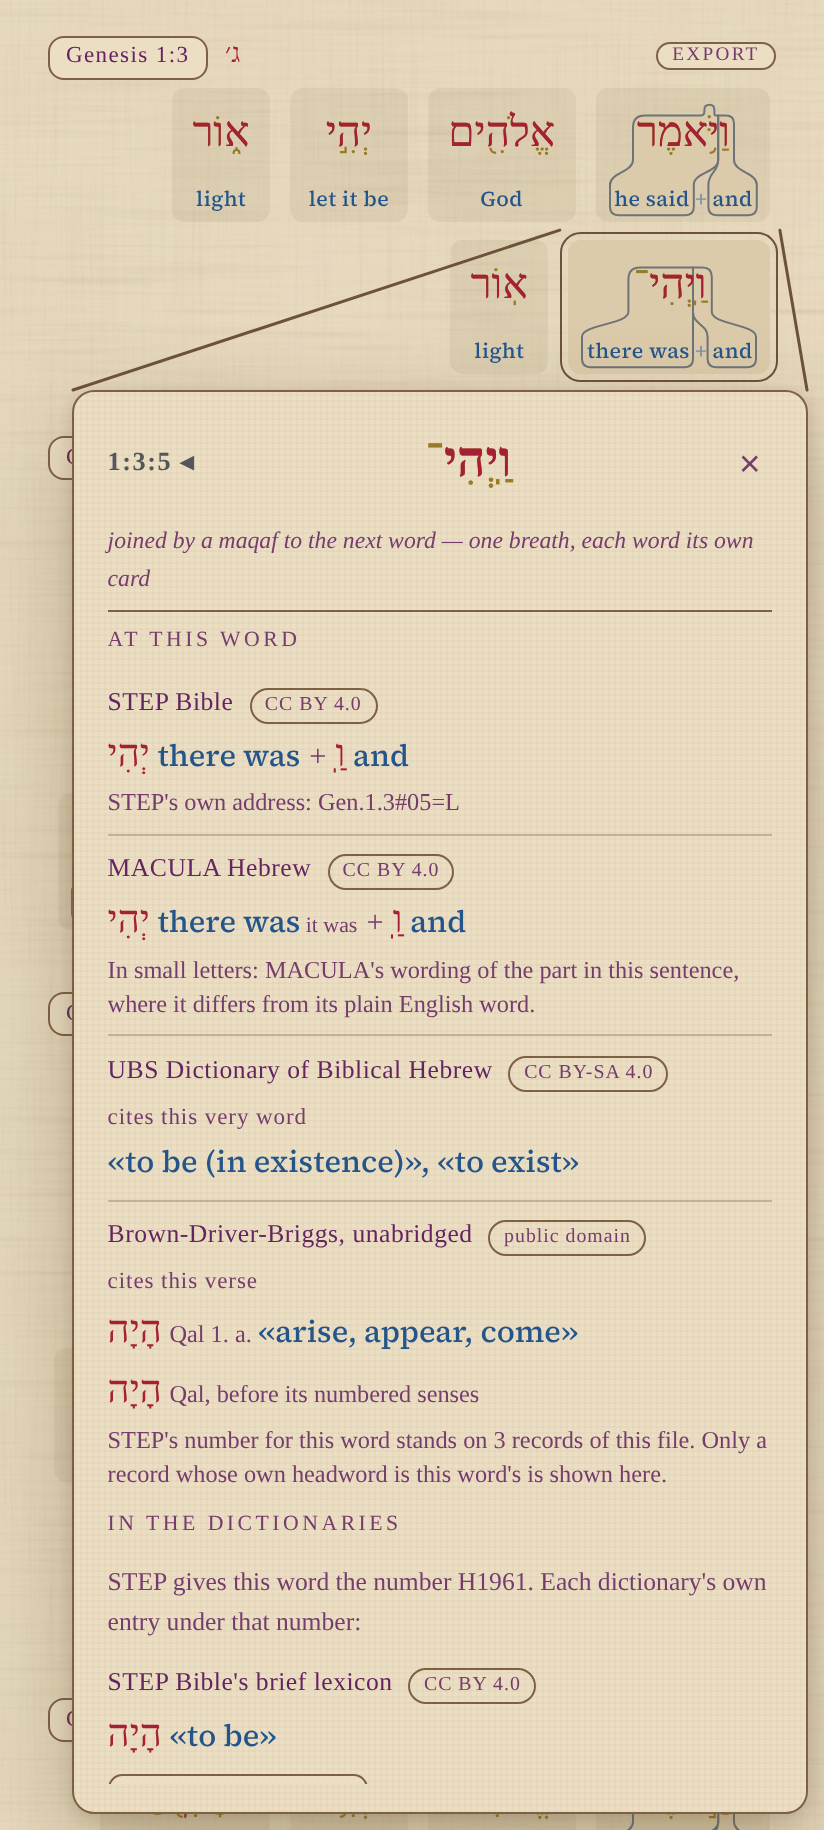 Genesis 1:3 ג׳ EXPORT
וַיֹּאמֶר אֱלֹהִים יְהִי אוֹר
he said + and God let it be light
וַיְהִי־ אוֹר
there was + and light
1:3:5 ◂ וַיְהִי־ ×
joined by a maqaf to the next word — one breath, each word its own
card
AT THIS WORD
STEP Bible CC BY 4.0
יְהִי there was + וַ and
STEP's own address: Gen.1.3#05=L
MACULA Hebrew CC BY 4.0
יְהִי there was it was + וַ and
In small letters: MACULA's wording of the part in this sentence,
where it differs from its plain English word.
UBS Dictionary of Biblical Hebrew CC BY-SA 4.0
cites this very word
«to be (in existence)», «to exist»
Brown-Driver-Briggs, unabridged public domain
cites this verse
הָיָה Qal 1. a. «arise, appear, come»
הָיָה Qal, before its numbered senses
STEP's number for this word stands on 3 records of this file. Only a
record whose own headword is this word's is shown here.
IN THE DICTIONARIES
STEP gives this word the number H1961. Each dictionary's own
entry under that number:
STEP Bible's brief lexicon CC BY 4.0
הָיָה «to be»